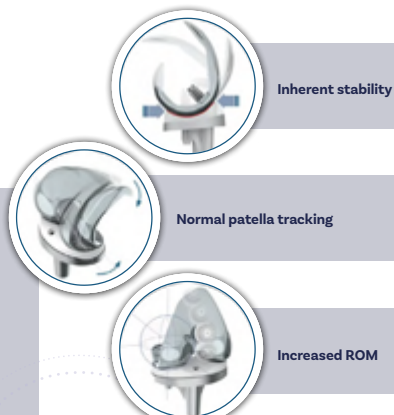 Inherent stability
Normal patella tracking
Increased ROM